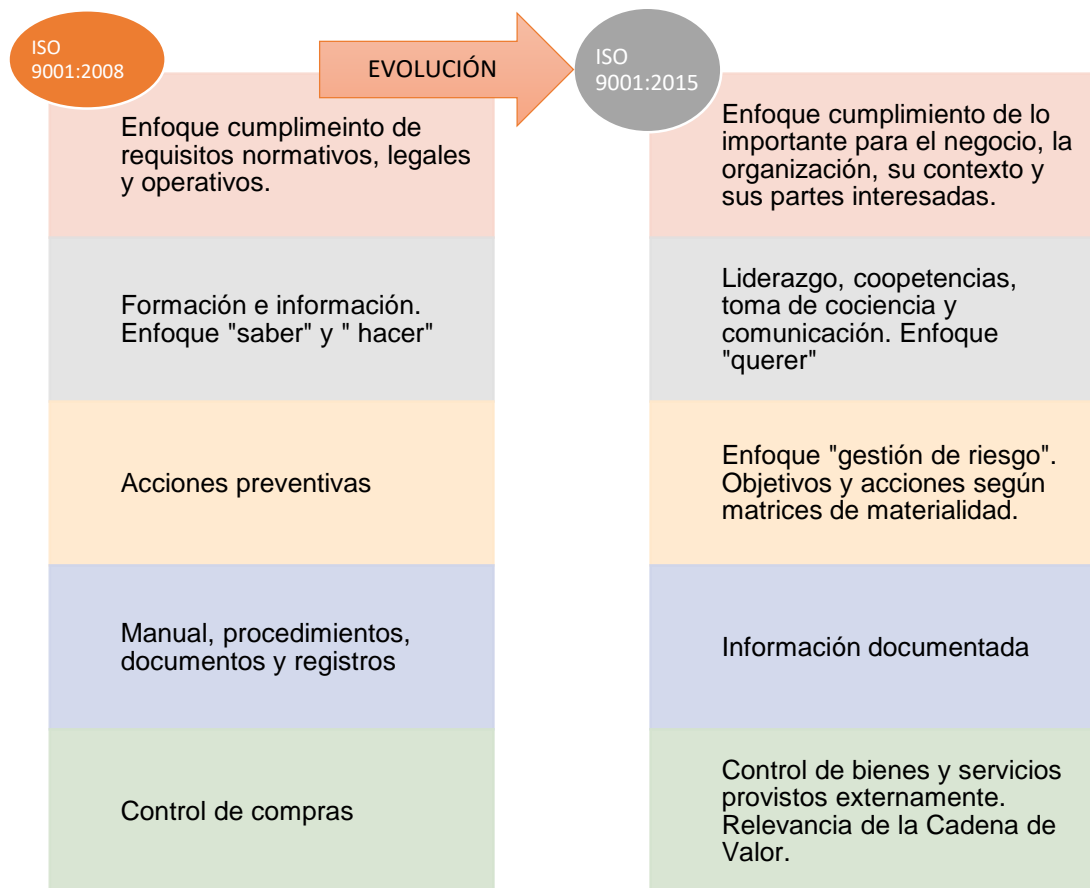 ISO
9001:2008
EVOLUCIÓN
ISO
9001:2015
Enfoque cumplimeinto de
requisitos normativos, legales
y operativos.
Enfoque cumplimiento de lo
importante para el negocio, la
organización, su contexto y
sus partes interesadas.
Formación e información.
Enfoque "saber" y " hacer"
Liderazgo, coopetencias,
toma de cociencia y
comunicación. Enfoque
"querer"
Acciones preventivas
Enfoque "gestión de riesgo".
Objetivos y acciones según
matrices de materialidad.
Manual, procedimientos,
documentos y registros
Información documentada
Control de compras
Control de bienes y servicios
provistos externamente.
Relevancia de la Cadena de
Valor.